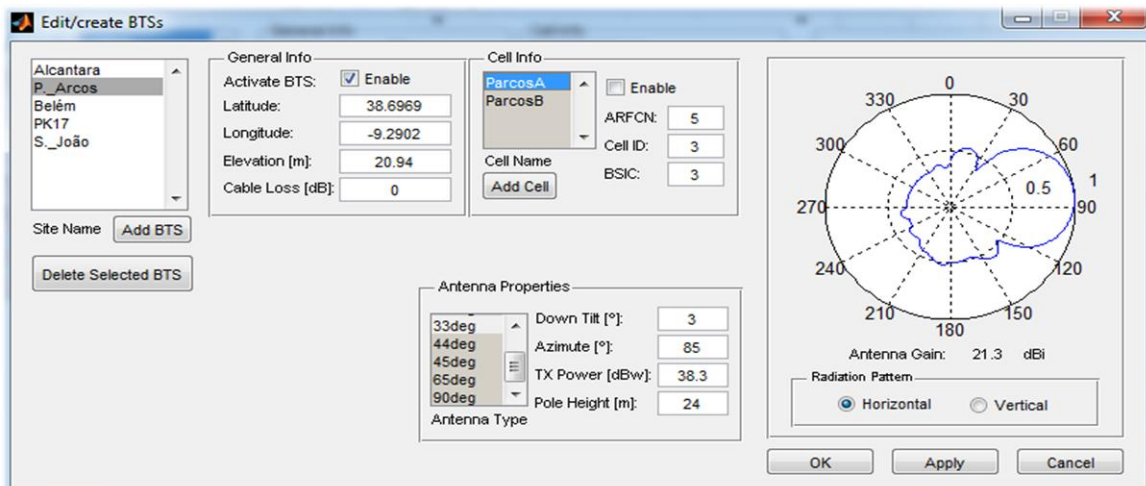 Edit/create BTSs
Alcantara
P._Arcos
Belém
PK17
S._João
Site Name
Add BTS
Delete Selected BTS
General Info
Activate BTS: Enable
Latitude: 38.6969
Longitude: -9.2902
Elevation [m]: 20.94
Cable Loss [dB]: 0
Cell Info
ParcosA
ParcosB
Cell Name
Add Cell
Enable
ARFCN: 5
Cell ID: 3
BSIC: 3
Antenna Properties
33deg
44deg
45deg
65deg
90deg
Antenna Type
Down Tilt [º]: 3
Azimute [º]: 85
TX Power [dBw]: 38.3
Pole Height [m]: 24
0
30
60
90
120
150
180
210
240
270
300
330
0.5
1
Antenna Gain: 21.3 dBi
Radiation Pattern
Horizontal
Vertical
OK
Apply
Cancel